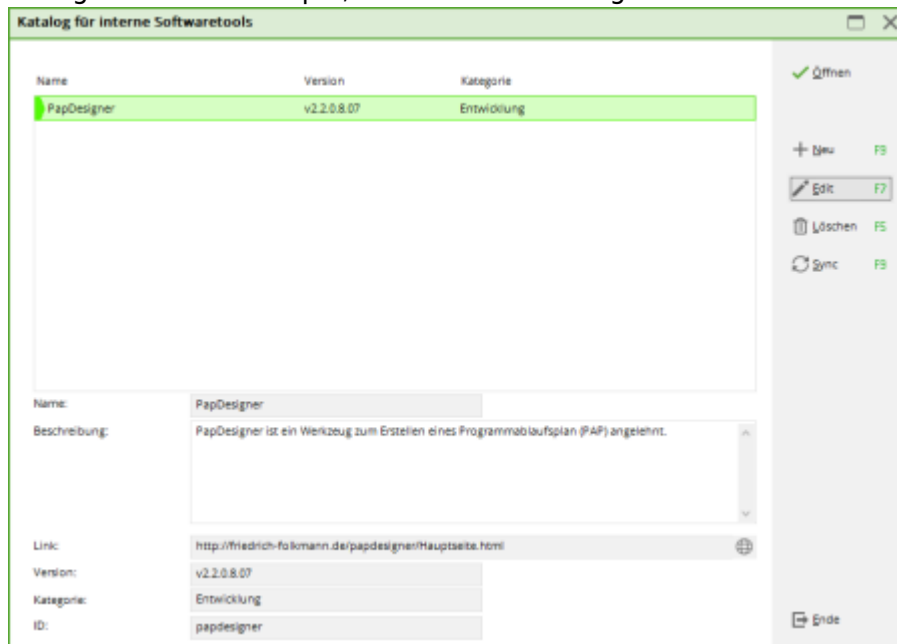 Katalog für interne Softwaretools
Name Version Kategorie
PapDesigner v2.2.0.8.07 Entwicklung
Öffnen
Neu F9
Edit F7
Löschen F5
Sync F9
Name: PapDesigner
Beschreibung: PapDesigner ist ein Werkzeug zum Erstellen eines Programmablaufsplan (PAP) angelehnt.
Link: http://friedrich-folkmann.de/papdesigner/Hauptseite.html
Version: v2.2.0.8.07
Kategorie: Entwicklung
ID: papdesigner
Ende